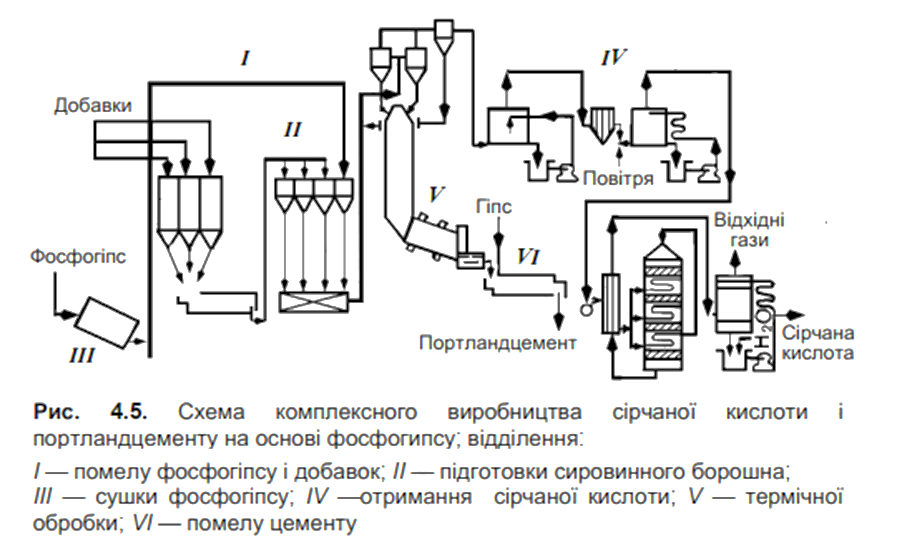 I
IV
Добавки
II
Повітря
V
Гіпс
Відхідні
гази
Фосфогіпс
VI
H2O
III
Портландцемент
Сірчана
кислота
Рис. 4.5. Схема комплексного виробництва сірчаної кислоти і
портландцементу на основі фосфогипсу; відділення:
I — помелу фосфогіпсу і добавок; II — підготовки сировинного борошна;
III — сушки фосфогіпсу; IV —отримання сірчаної кислоти; V — термічної
обробки; VI — помелу цементу